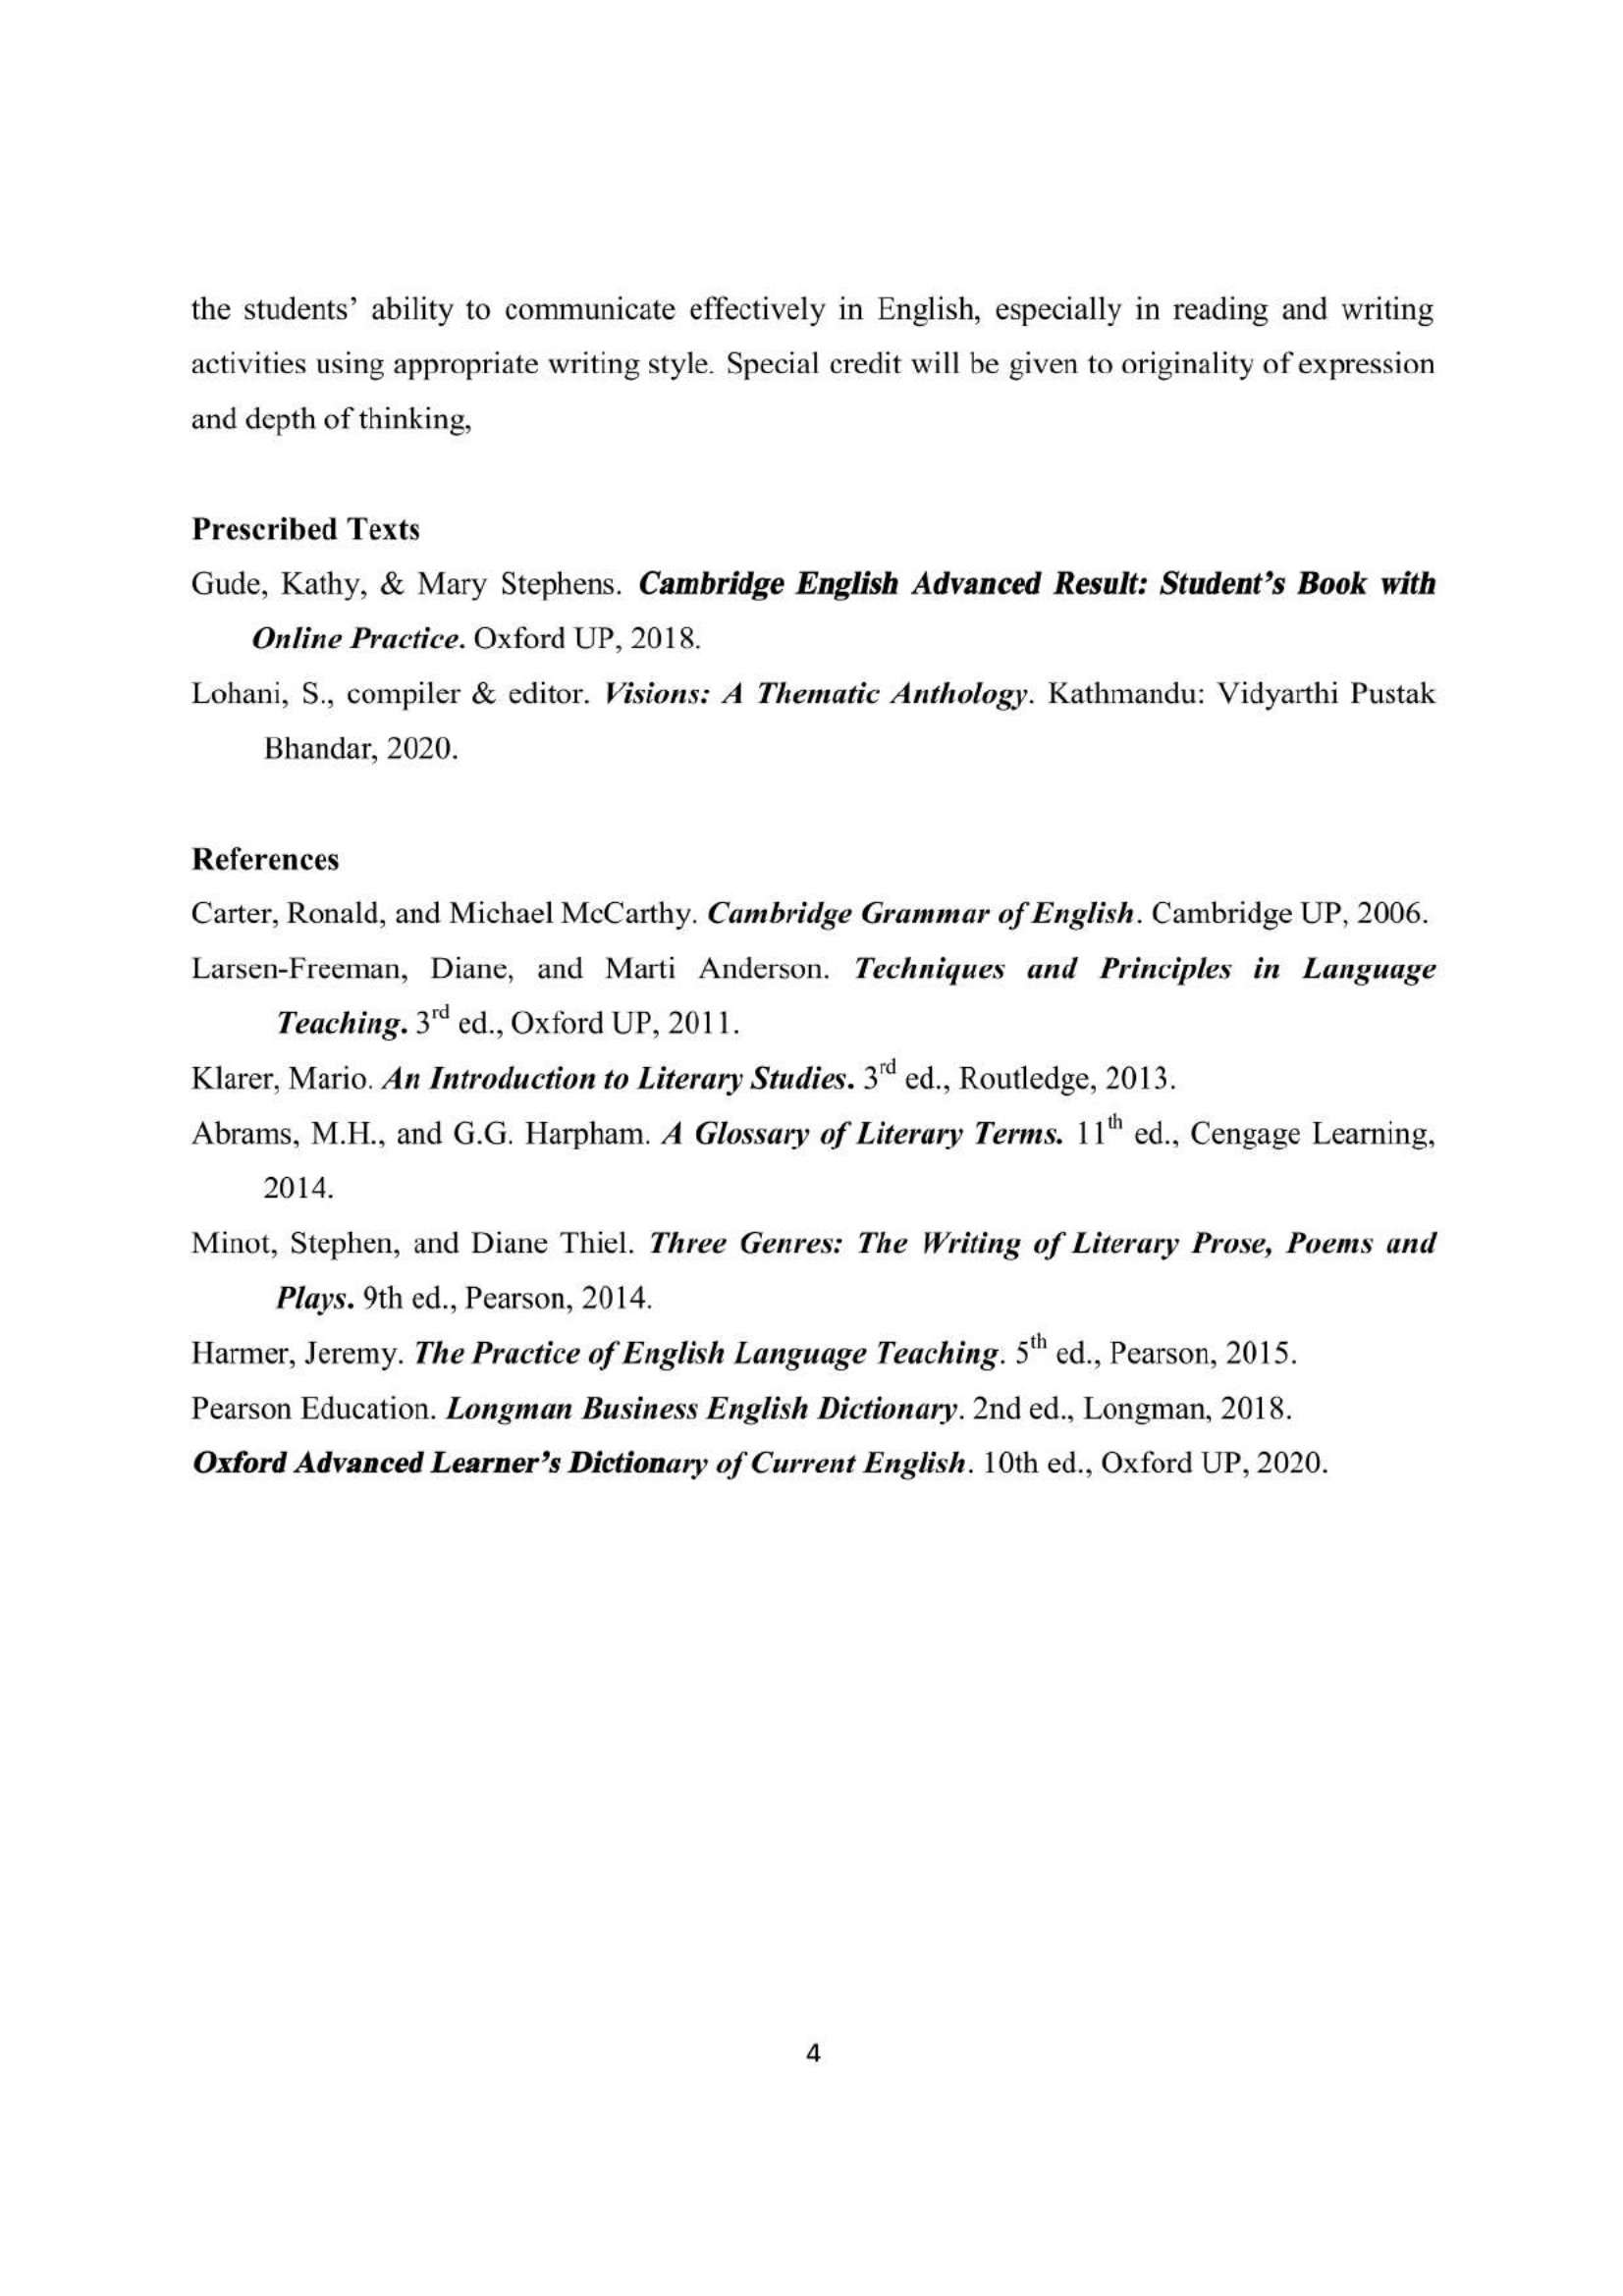 the students’ ability to communicate effectively in English, especially in reading and writing
activities using appropriate writing style. Special credit will be given to originality of expression
and depth of thinking,
Prescribed Texts
Gude, Kathy, & Mary Stephens. Cambridge English Advanced Result: Student’s Book with
Online Practice. Oxford UP, 2018.
Lohani, S., compiler & editor. Visions: A Thematic Anthology. Kathmandu: Vidyarthi Pustak
Bhandar, 2020.
References
Carter, Ronald, and Michael McCarthy. Cambridge Grammar of English. Cambridge UP, 2006.
Larsen-Freeman, Diane, and Marti Anderson. Techniques and Principles in Language
Teaching. 3rd ed., Oxford UP, 2011.
Klarer, Mario. An Introduction to Literary Studies. 3rd ed., Routledge, 2013.
Abrams, M.H., and G.G. Harpham. A Glossary of Literary Terms. 11th ed., Cengage Learning,
2014.
Minot, Stephen, and Diane Thiel. Three Genres: The Writing of Literary Prose, Poems and
Plays. 9th ed., Pearson, 2014.
Harmer, Jeremy. The Practice of English Language Teaching. 5th ed., Pearson, 2015.
Pearson Education. Longman Business English Dictionary. 2nd ed., Longman, 2018.
Oxford Advanced Learner’s Dictionary of Current English. 10th ed., Oxford UP, 2020.
4